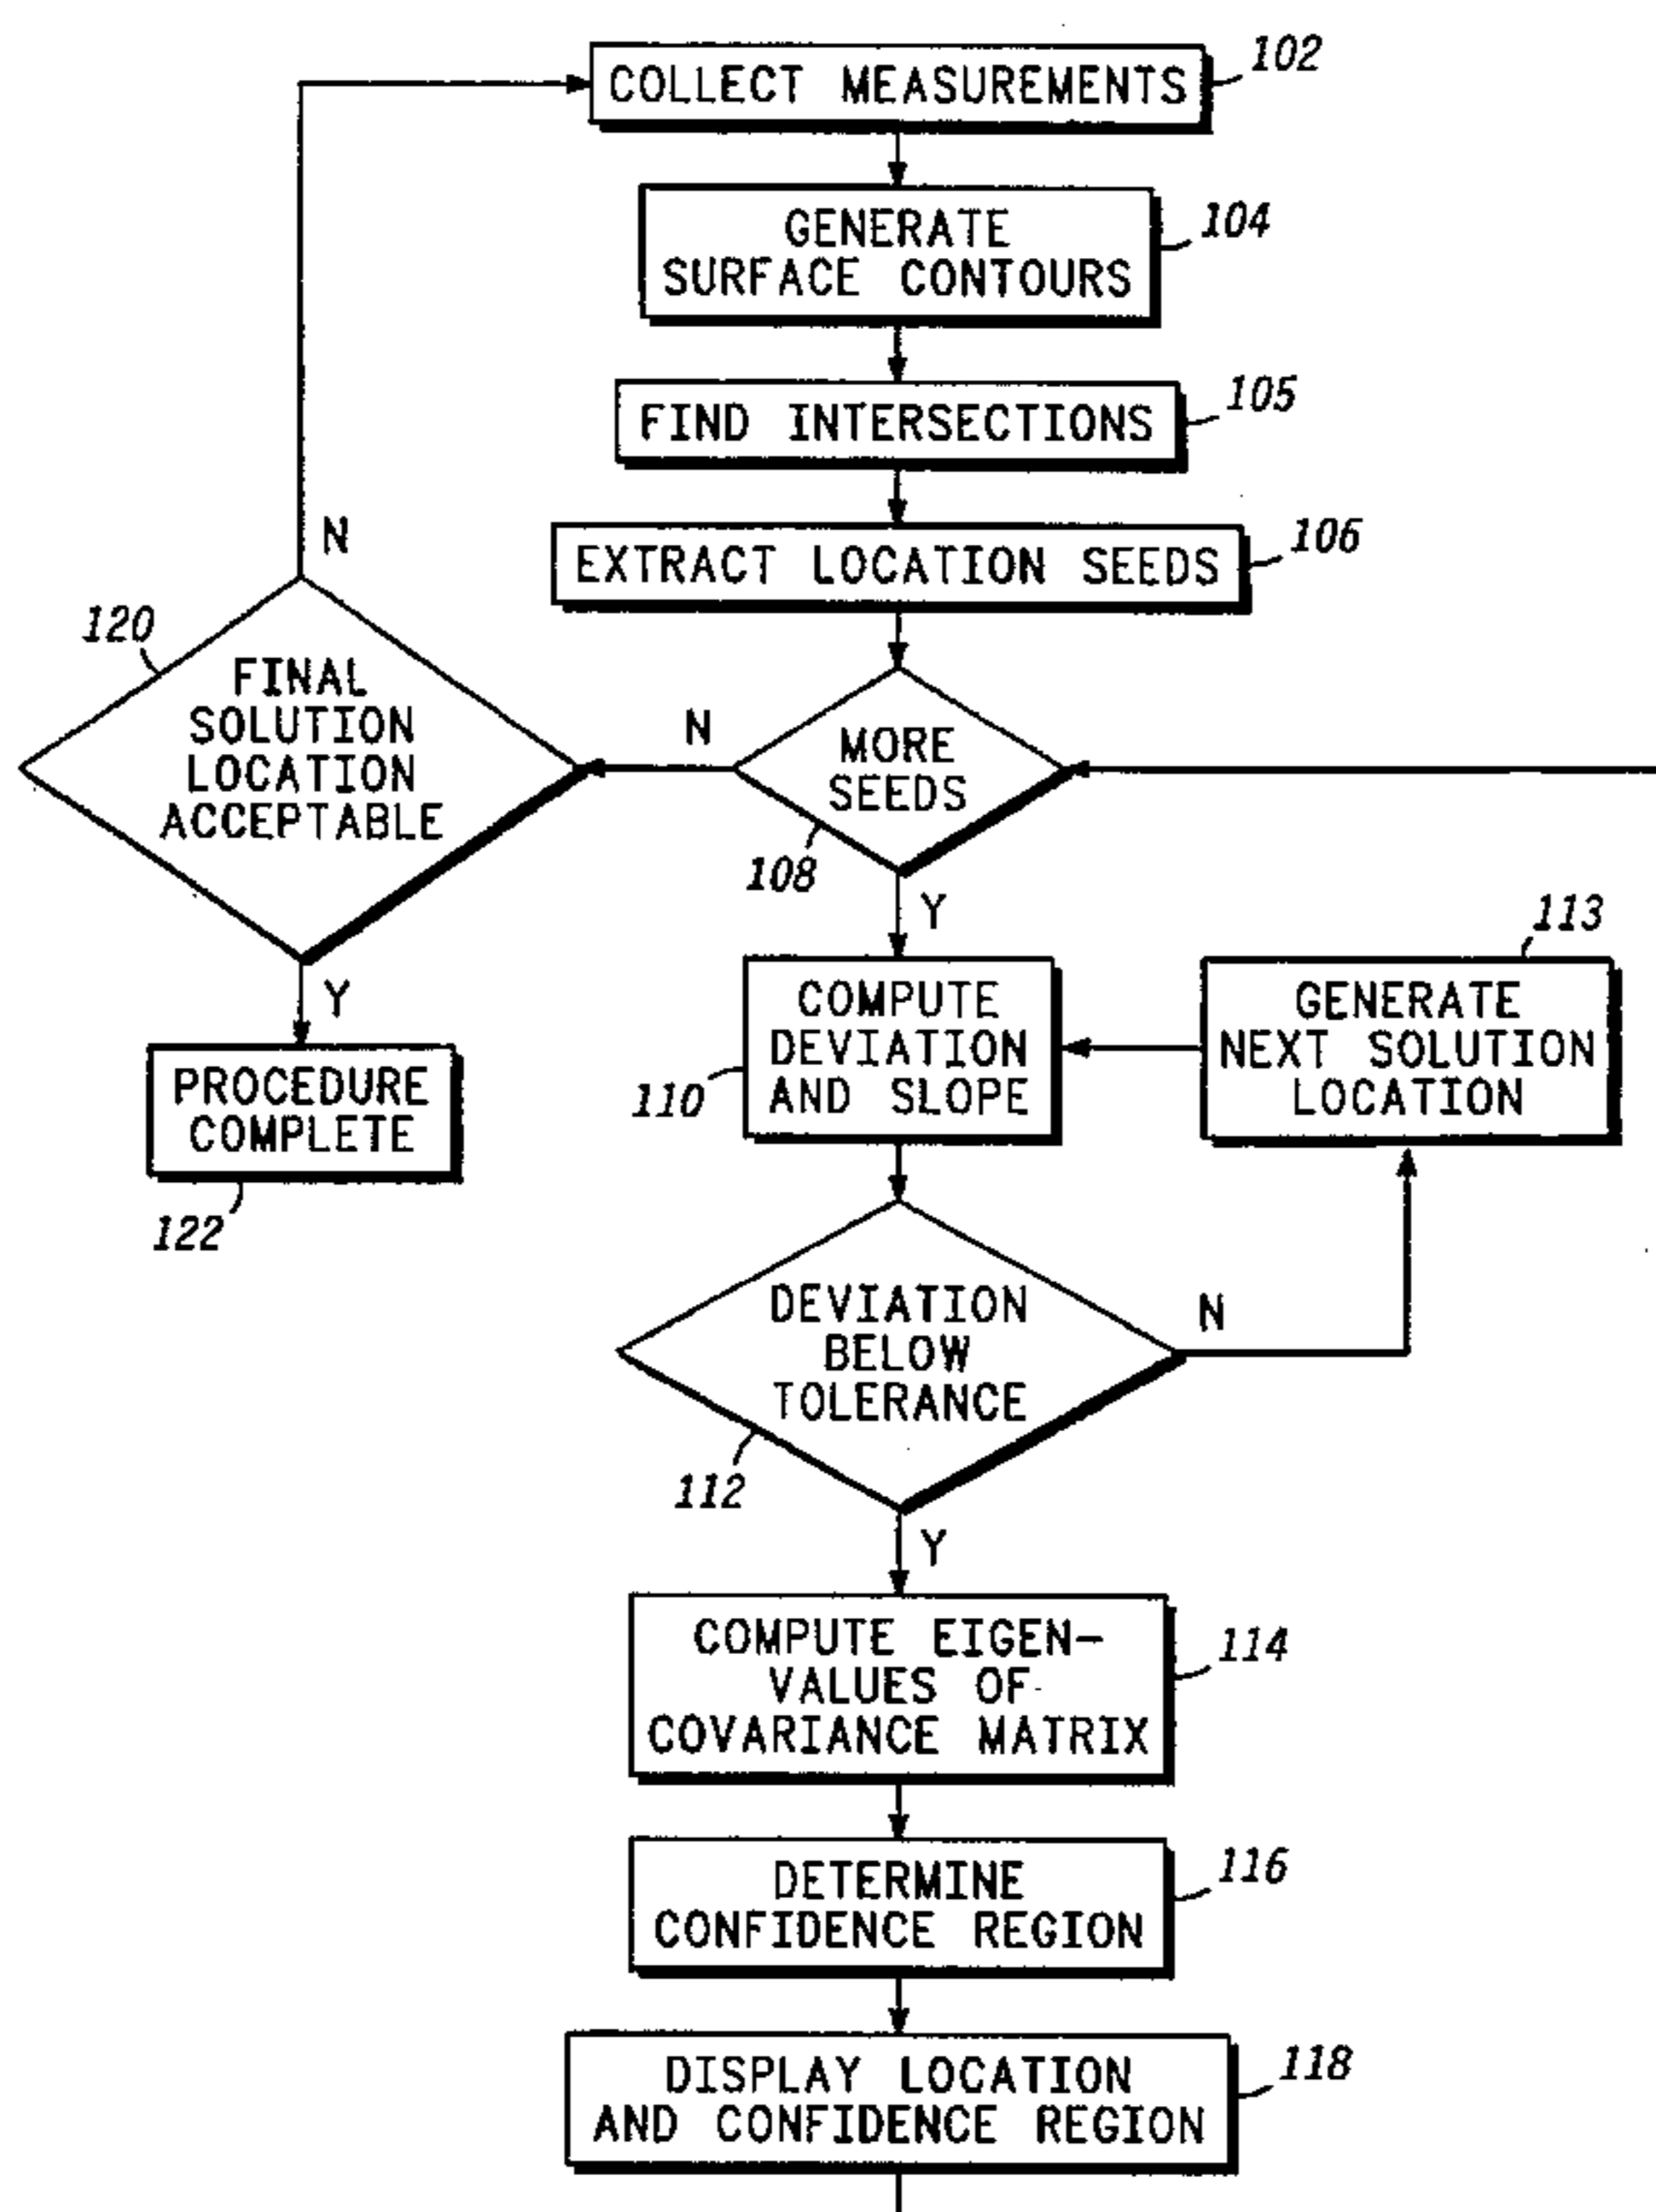 COLLECT MEASUREMENTS
102
GENERATE
SURFACE CONTOURS
104
FIND INTERSECTIONS
105
EXTRACT LOCATION SEEDS
106
N
120
FINAL
SOLUTION
LOCATION
ACCEPTABLE
N
MORE
SEEDS
108
Y
Y
PROCEDURE
COMPLETE
122
COMPUTE
DEVIATION
AND SLOPE
110
113
GENERATE
NEXT SOLUTION
LOCATION
DEVIATION
BELOW
TOLERANCE
N
112
Y
COMPUTE EIGEN-
VALUES OF
COVARIANCE MATRIX
114
DETERMINE
CONFIDENCE REGION
116
DISPLAY LOCATION
AND CONFIDENCE REGION
118